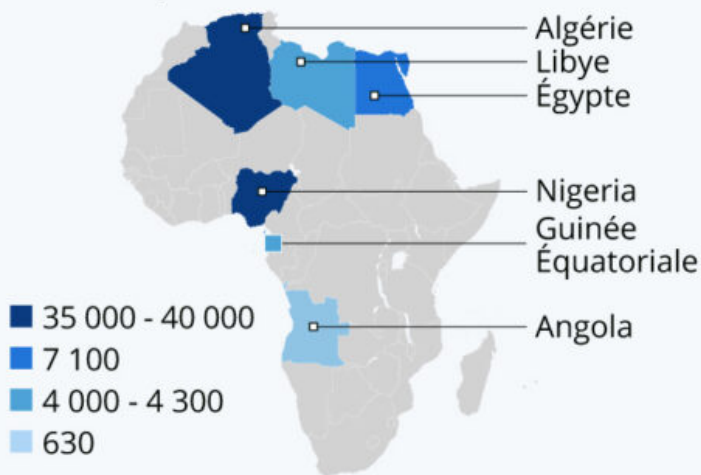 Algérie
Libye
Égypte
Nigeria
Guinée
Équatoriale
Angola
35 000 - 40 000
7 100
4 000 - 4 300
630